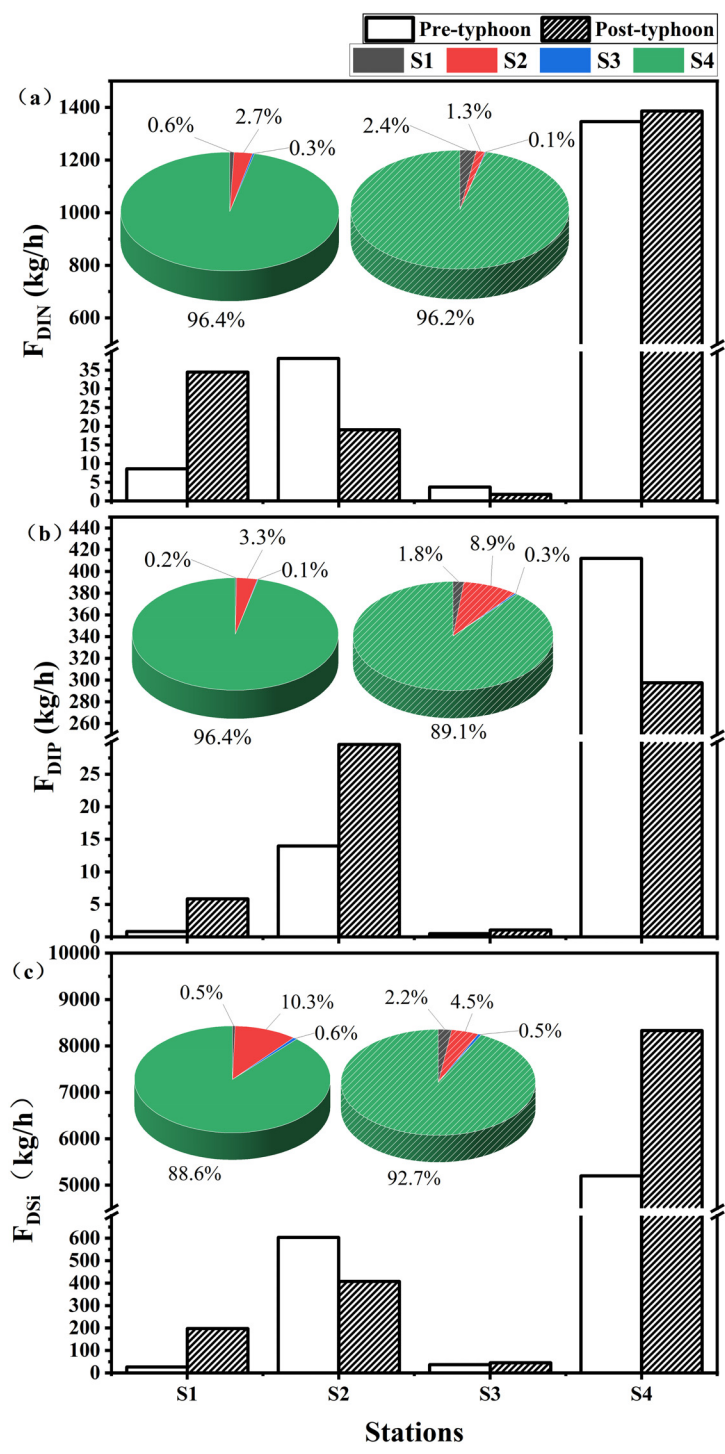 Pre-typhoon Post-typhoon
S1 S2 S3 S4
(a)
F_DIN (kg/h)
1400
1200
1000
800
600
35
30
25
20
15
10
5
0
0.6% 2.7% 0.3% 96.4%
2.4% 1.3% 0.1% 96.2%
(b)
F_DIP (kg/h)
440
420
400
380
360
340
320
300
280
260
25
20
15
10
5
0
0.2% 3.3% 0.1% 96.4%
1.8% 8.9% 0.3% 89.1%
(c)
F_DSi (kg/h)
10000
9000
8000
7000
6000
5000
600
500
400
300
200
100
0
0.5% 10.3% 0.6% 88.6%
2.2% 4.5% 0.5% 92.7%
S1 S2 S3 S4
Stations